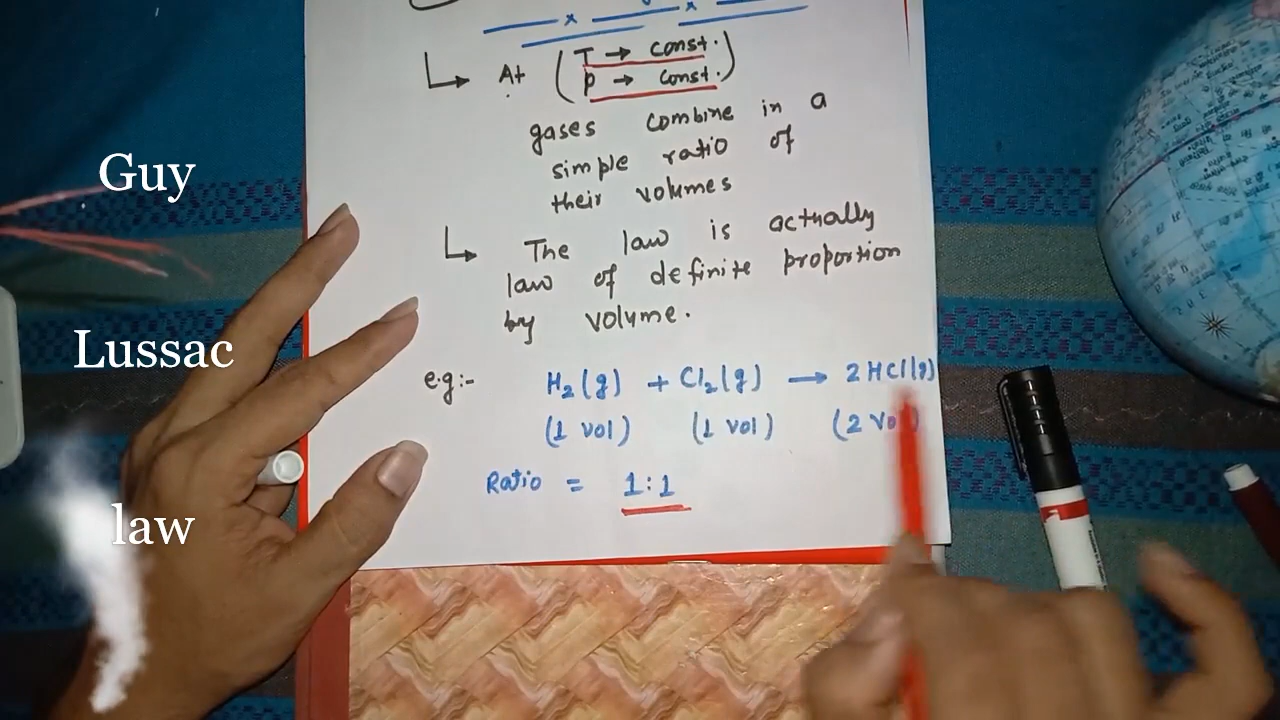 At (T → const.
P → const.)
gases combine in a
simple ratio of
their volumes
The law is actually
law of definite proportion
by volume.
e.g:- H₂(g) + Cl₂(g) → 2HCl(g)
(1 vol) (1 vol) (2 vol)
Ratio = 1:1
Guy
Lussac
law